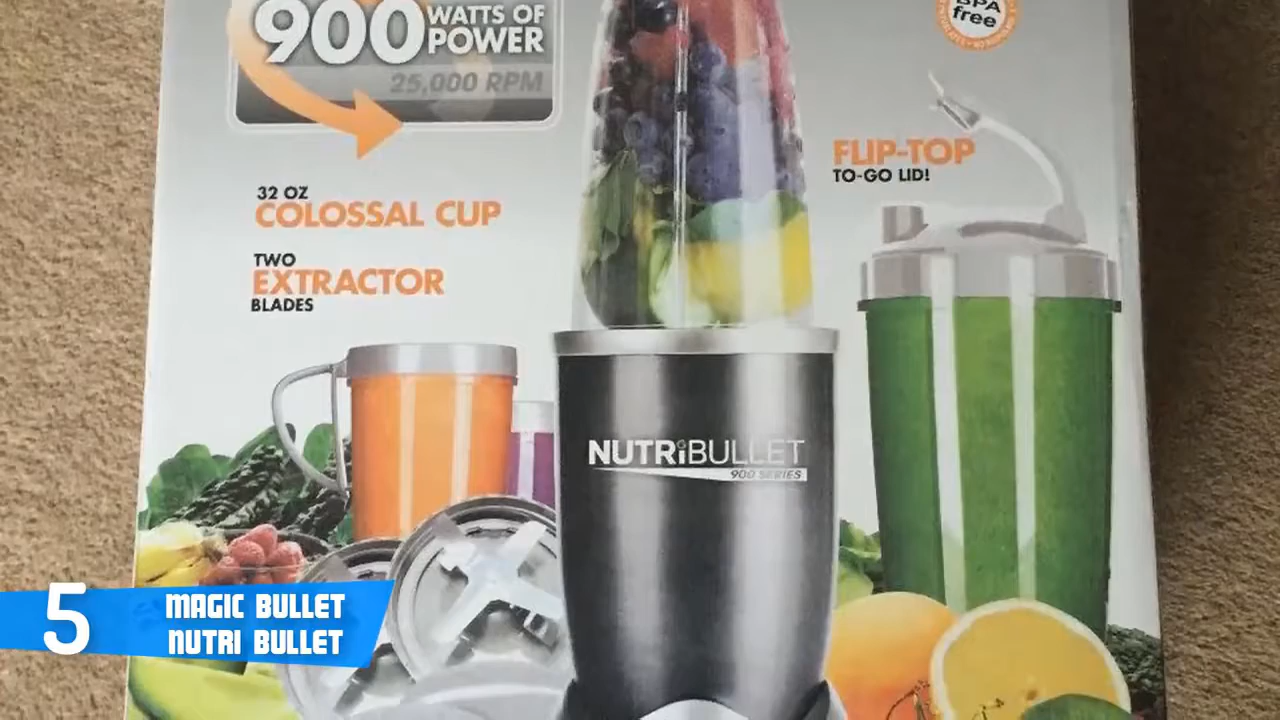 900 WATTS OF
POWER
25,000 RPM
BPA
free
32 OZ
COLOSSAL CUP
TWO
EXTRACTOR
BLADES
FLIP-TOP
TO-GO LID!
NUTRiBULLET
900 SERIES
5
MAGIC BULLET
NUTRI BULLET